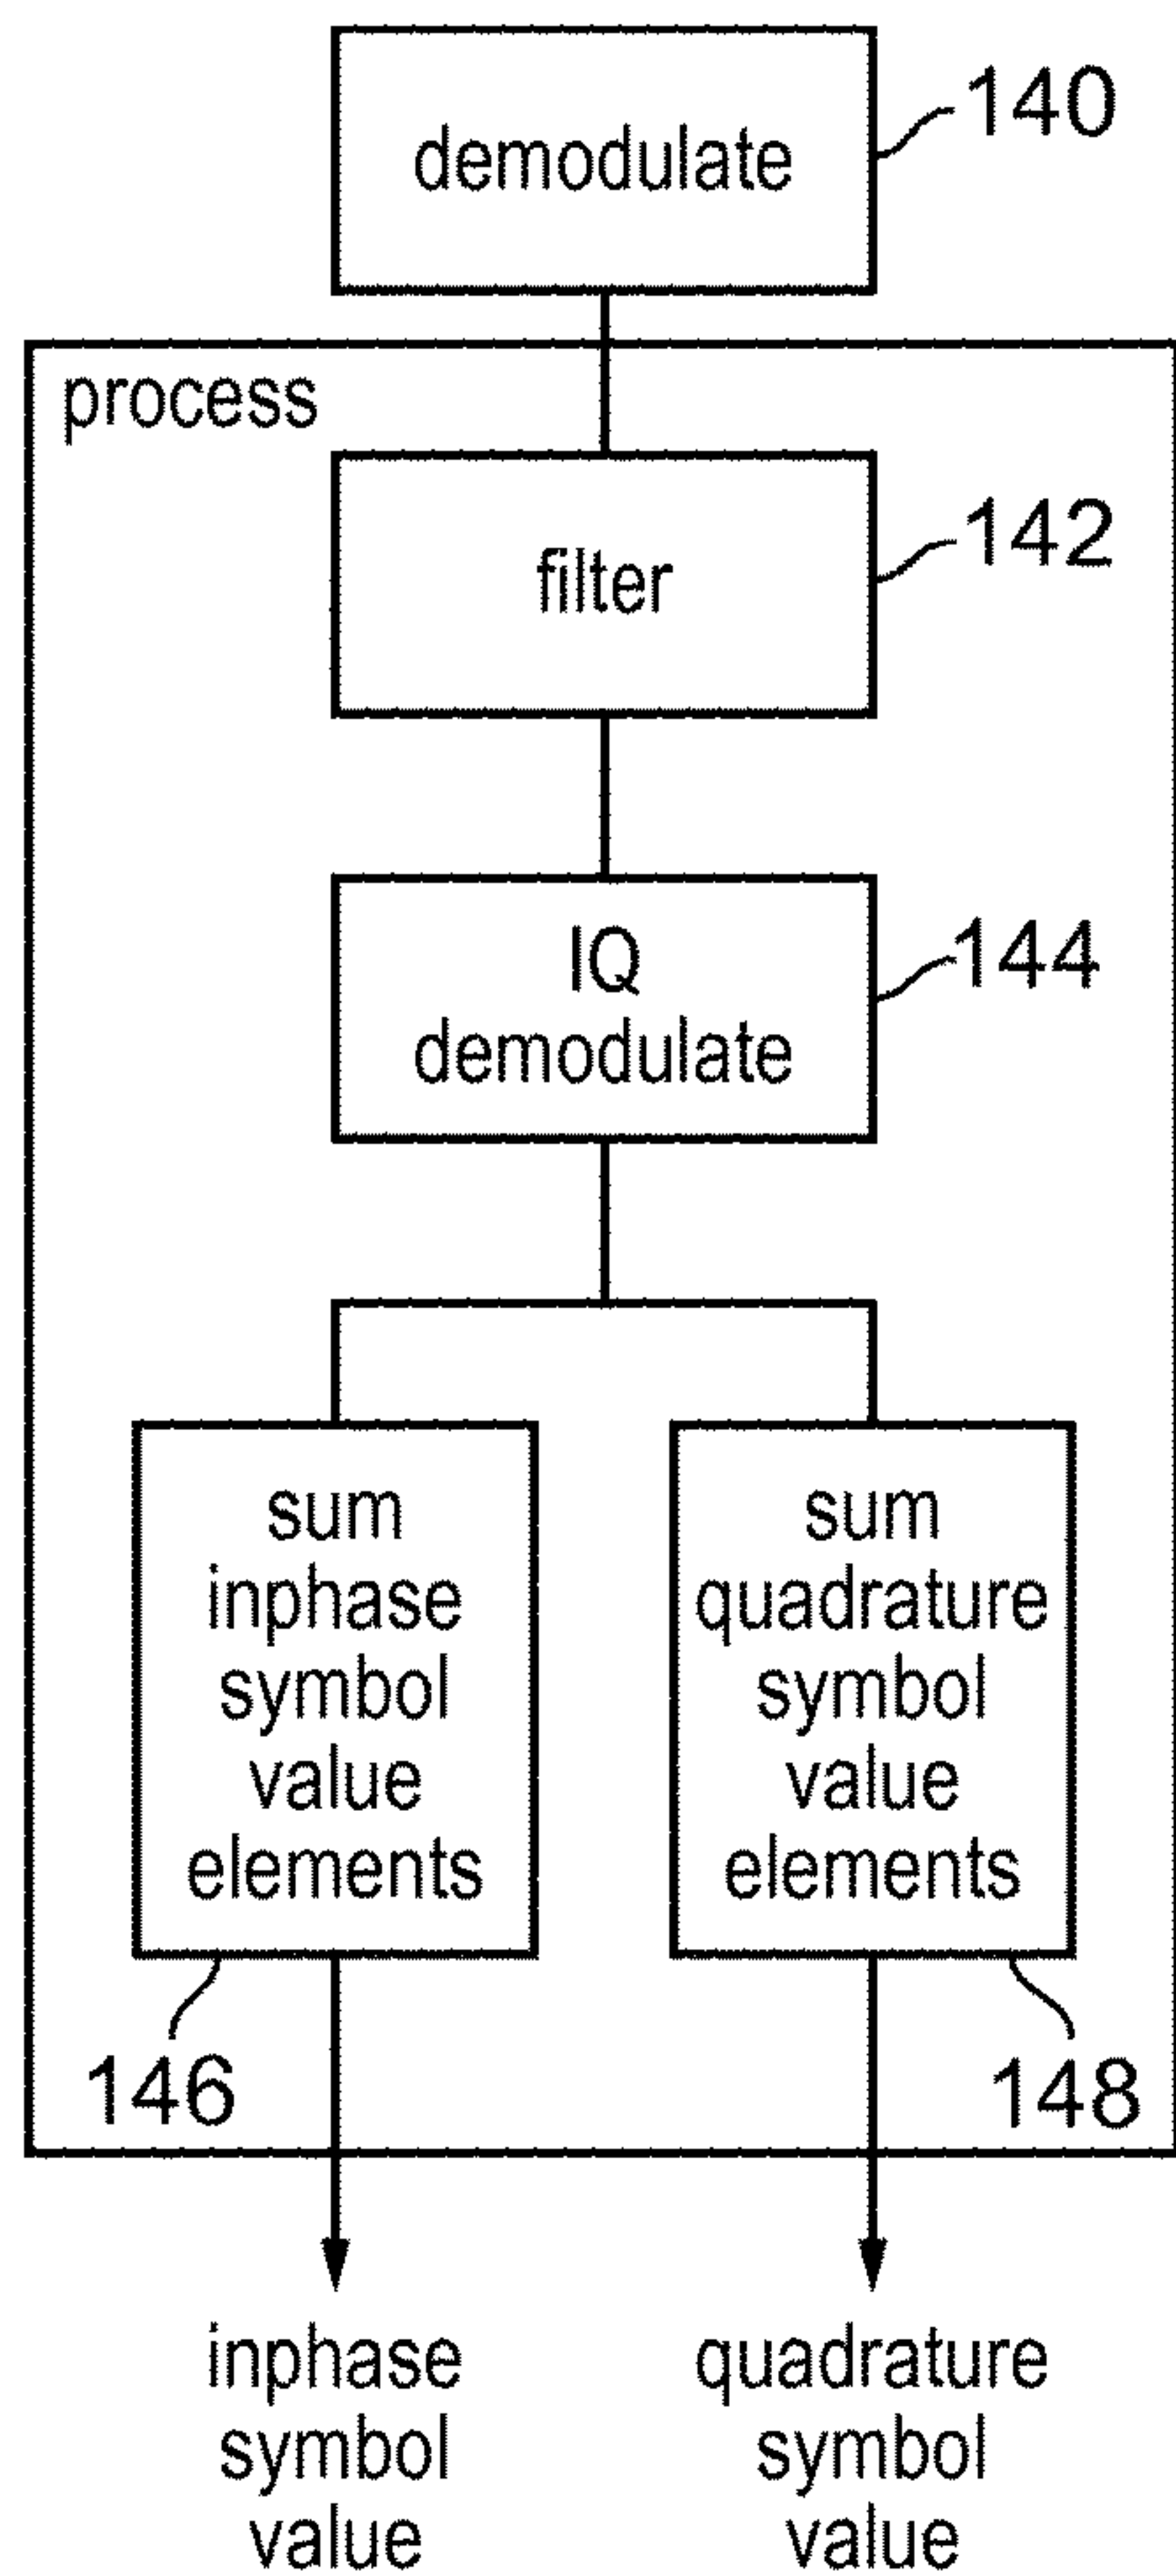 demodulate
140
process
filter
142
IQ
demodulate
144
sum
inphase
symbol
value
elements
sum
quadrature
symbol
value
elements
146
148
inphase
symbol
value
quadrature
symbol
value